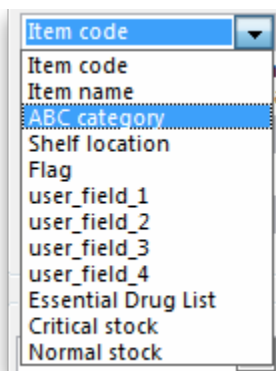 Item code
Item code
Item name
ABC category
Shelf location
Flag
user_field_1
user_field_2
user_field_3
user_field_4
Essential Drug List
Critical stock
Normal stock